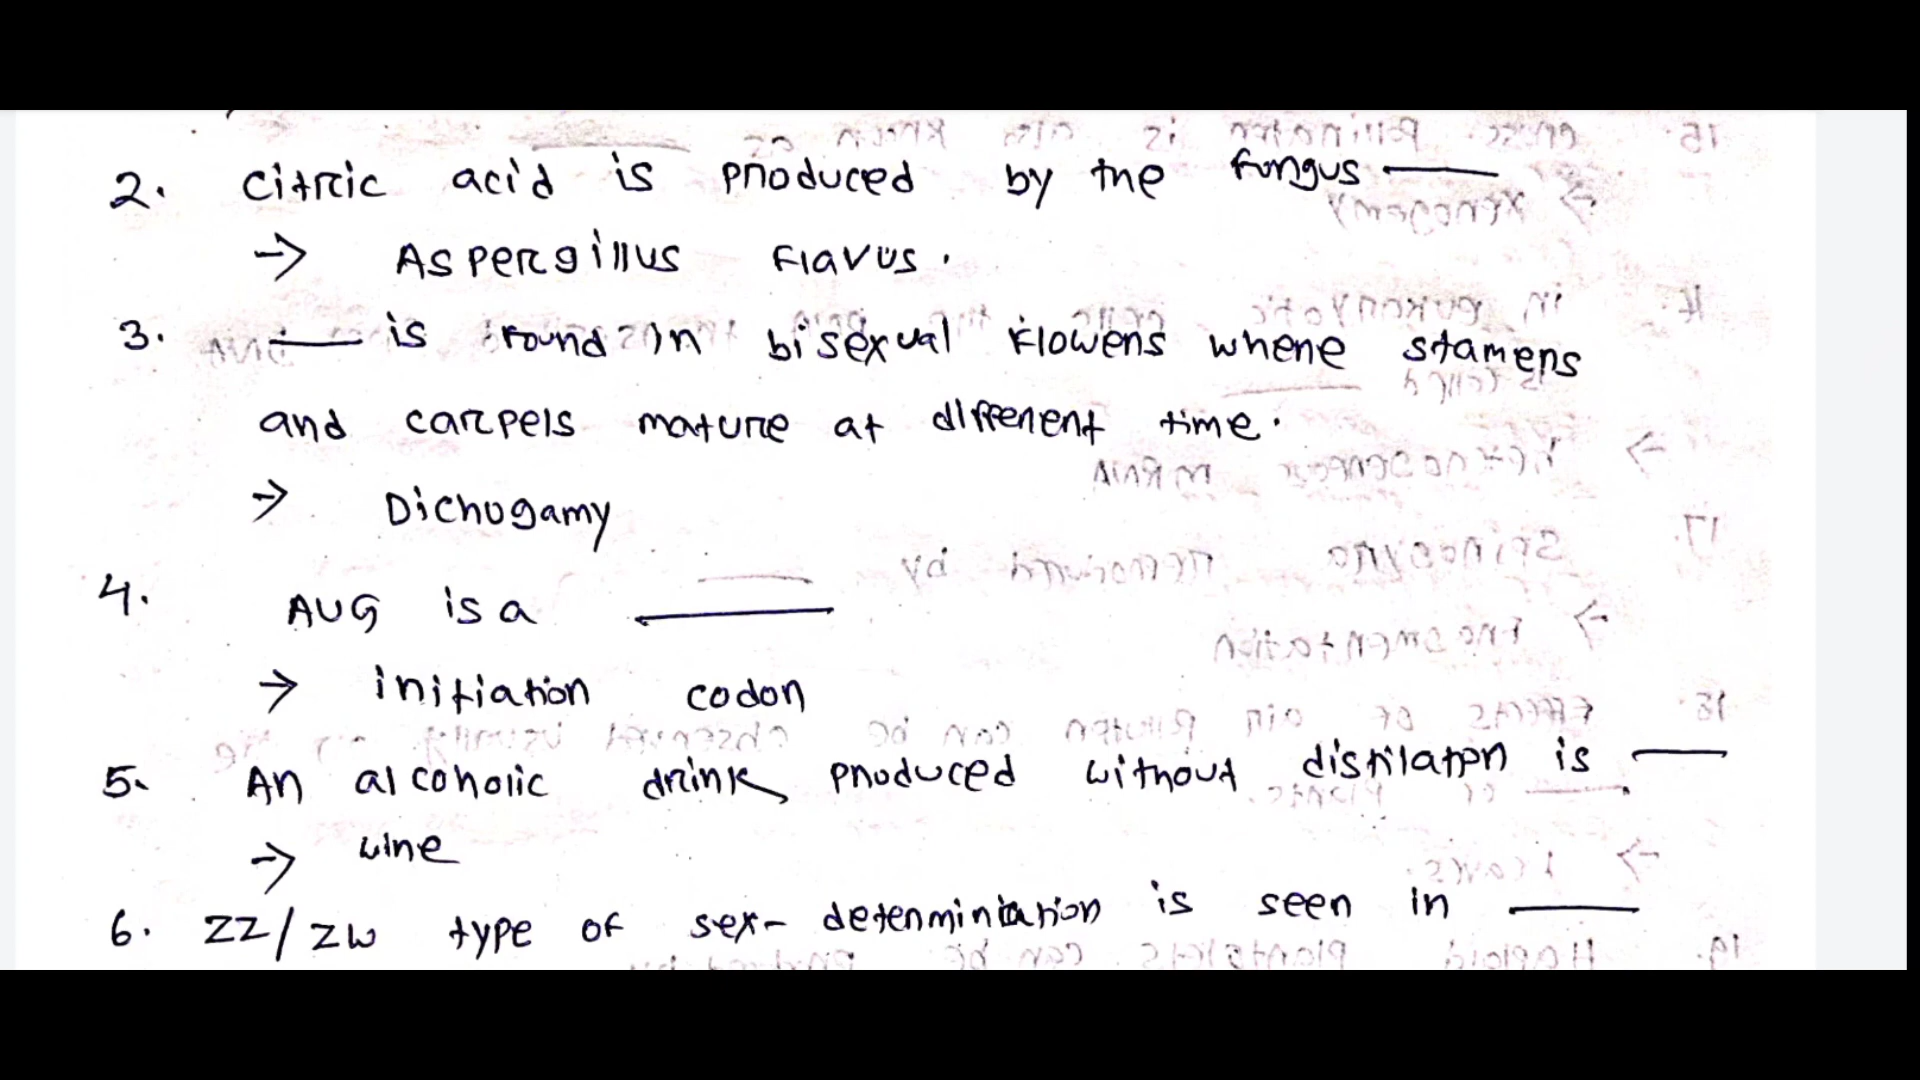 2. Citric acid is produced by the fungus ___
→ Aspergillus Flavus.
3. ___ is found in bisexual flowers where stamens
and carpels mature at different time.
→ Dichogamy
4. AUG is a ___
→ initiation codon
5. An alcoholic drink produced without distilation is ___
→ wine
6. ZZ/ZW type of sex-determination is seen in ___